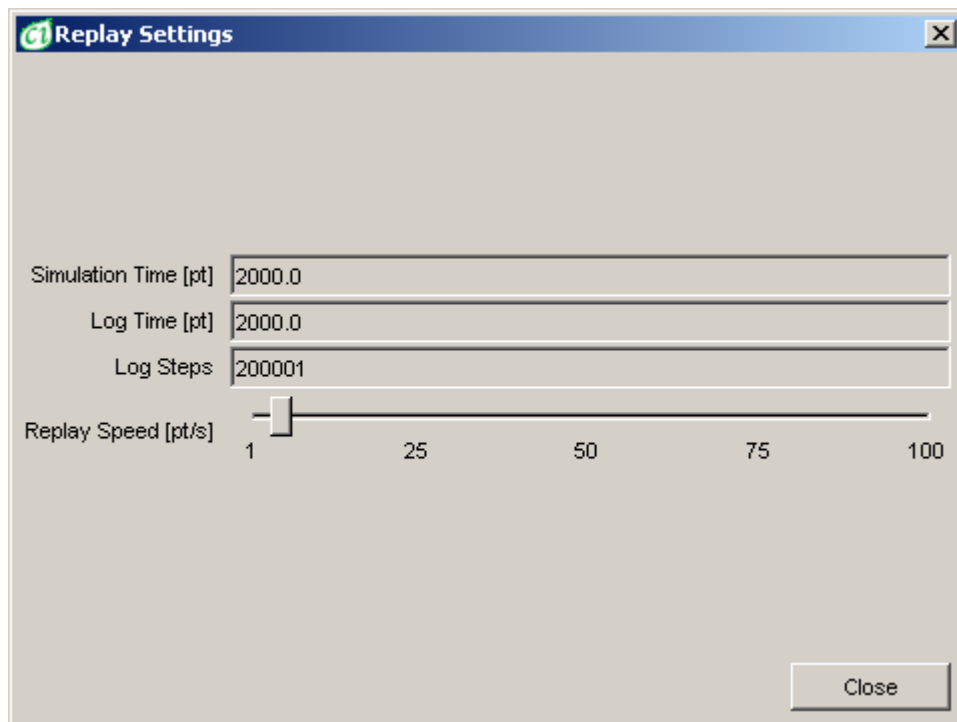 Replay Settings
Simulation Time [pt] 2000.0
Log Time [pt] 2000.0
Log Steps 200001
Replay Speed [pt/s]
1 25 50 75 100
Close